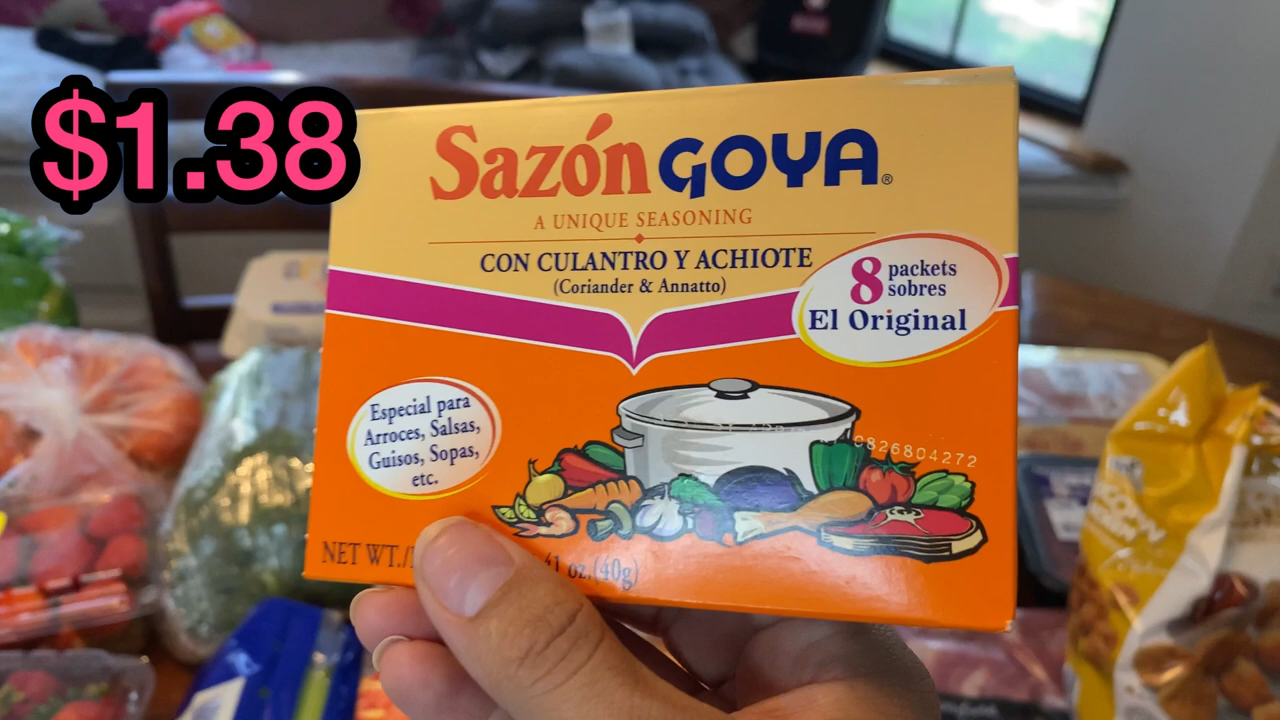 $1.38
Sazón GOYA®
A UNIQUE SEASONING
CON CULANTRO Y ACHIOTE
(Coriander & Annatto)
8 packets
sobres
El Original
Especial para
Arroces, Salsas,
Guisos, Sopas,
etc.
0826804272
NET WT./
41 oz.(40g)